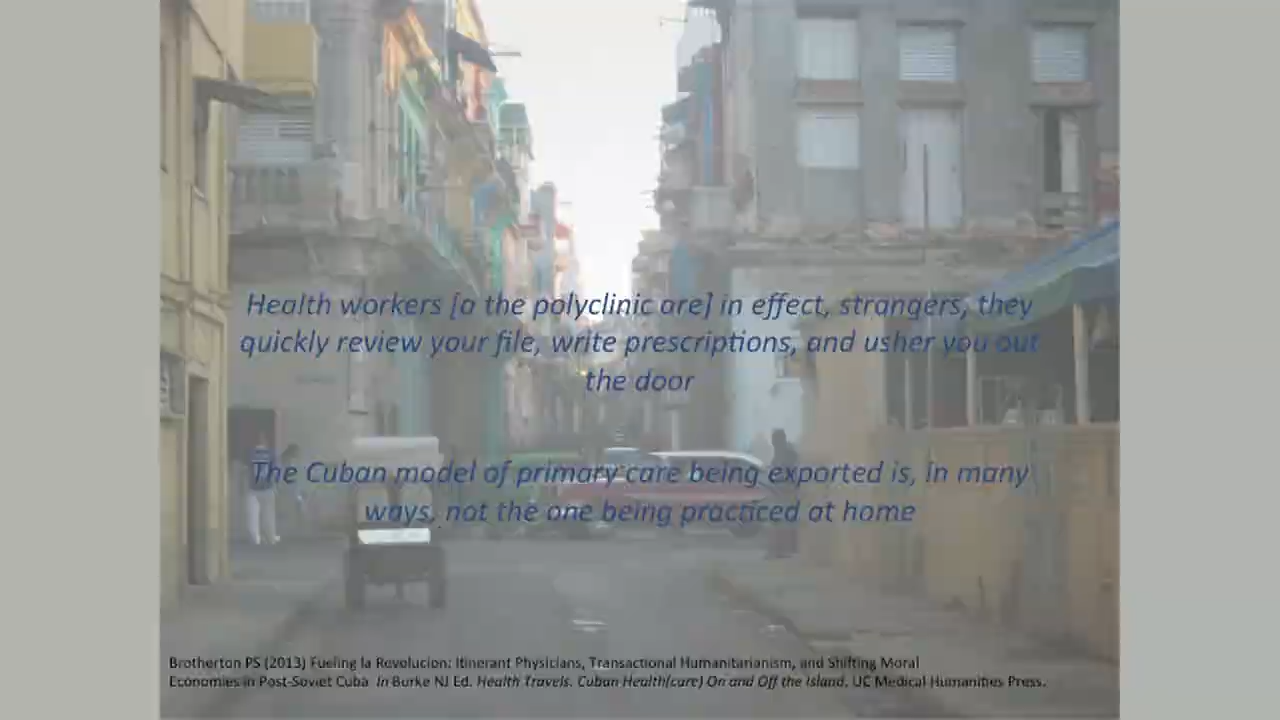 Health workers [a the polyclinic are] in effect, strangers, they
quickly review your file, write prescriptions, and usher you out
the door
The Cuban model of primary care being exported is, in many
ways, not the one being practiced at home
Brotherton PS (2013) Fueling la Revolucion: Itinerant Physicians, Transactional Humanitarianism, and Shifting Moral
Economies in Post-Soviet Cuba In Burke NJ Ed. Health Travels. Cuban Health(care) On and Off the Island. UC Medical Humanities Press.